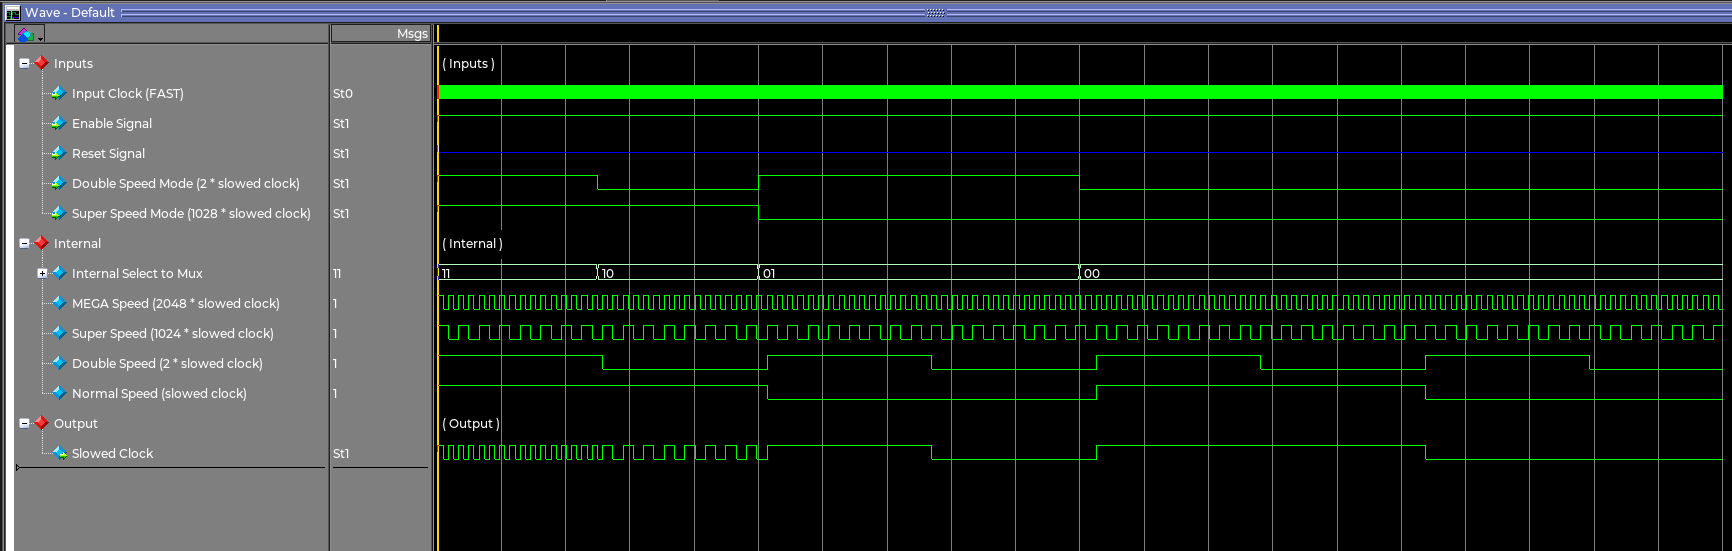 Wave - Default
Msgs
Inputs ( Inputs )
Input Clock (FAST) St0
Enable Signal St1
Reset Signal St1
Double Speed Mode (2 * slowed clock) St1
Super Speed Mode (1028 * slowed clock) St1
Internal ( Internal )
Internal Select to Mux 11 11 10 01 00
MEGA Speed (2048 * slowed clock) 1
Super Speed (1024 * slowed clock) 1
Double Speed (2 * slowed clock) 1
Normal Speed (slowed clock) 1
Output ( Output )
Slowed Clock St1